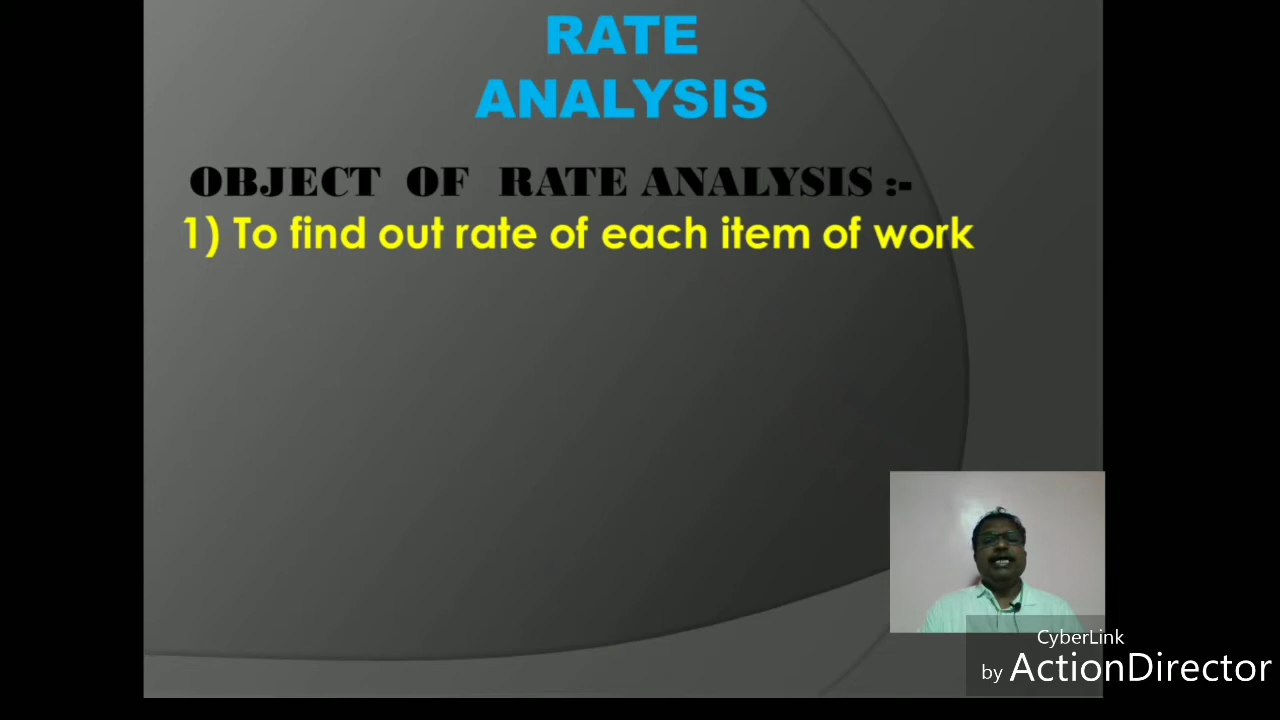 RATE
ANALYSIS
OBJECT OF RATE ANALYSIS :-
1) To find out rate of each item of work
CyberLink
by ActionDirector